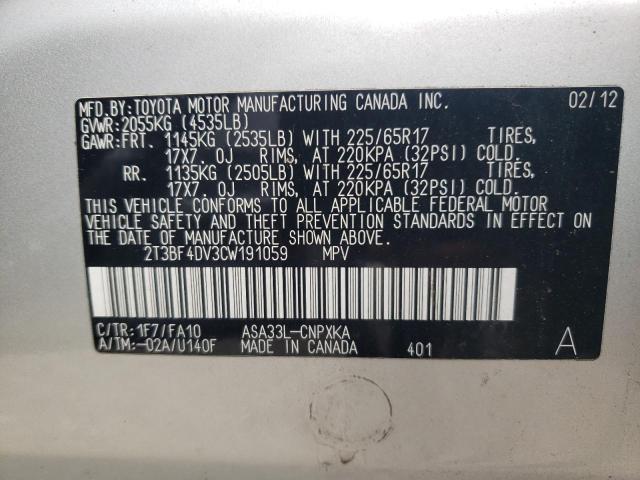 MFD.BY:TOYOTA MOTOR MANUFACTURING CANADA INC. 02/12
GVWR:2055KG (4535LB)
GAWR:FRT. 1145KG (2535LB) WITH 225/65R17 TIRES,
17X7. 0J RIMS, AT 220KPA (32PSI) COLD.
RR. 1135KG (2505LB) WITH 225/65R17 TIRES,
17X7. 0J RIMS, AT 220KPA (32PSI) COLD.
THIS VEHICLE CONFORMS TO ALL APPLICABLE FEDERAL MOTOR
VEHICLE SAFETY AND THEFT PREVENTION STANDARDS IN EFFECT ON
THE DATE OF MANUFACTURE SHOWN ABOVE.
2T3BF4DV3CW191059 MPV
C/TR:1F7/FA10 ASA33L-CNPXKA
A/TM:-02A/U140F MADE IN CANADA 401 A